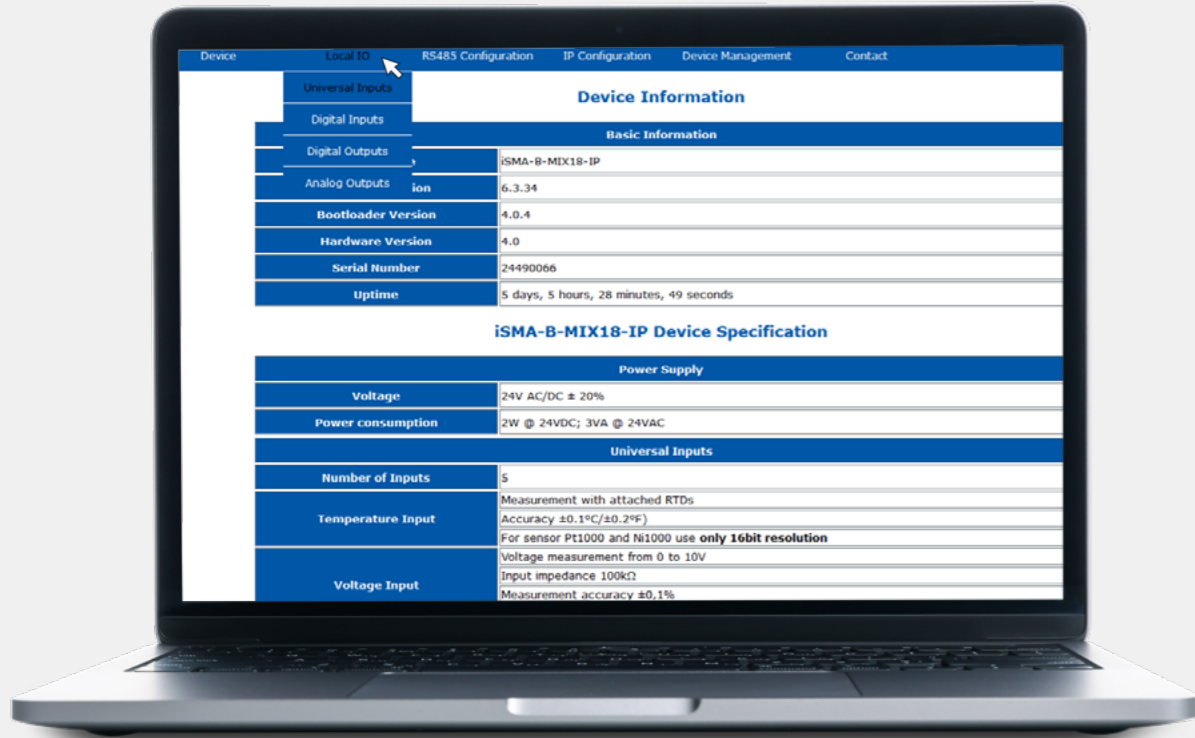 Device Local IO RS485 Configuration IP Configuration Device Management Contact
Universal Inputs
Digital Inputs
Digital Outputs
Analog Outputs
Device Information
Basic Information
iSMA-B-MIX18-IP
ion 6.3.34
Bootloader Version 4.0.4
Hardware Version 4.0
Serial Number 24490066
Uptime 5 days, 5 hours, 28 minutes, 49 seconds
iSMA-B-MIX18-IP Device Specification
Power Supply
Voltage 24V AC/DC ± 20%
Power consumption 2W @ 24VDC; 3VA @ 24VAC
Universal Inputs
Number of Inputs 5
Temperature Input
Measurement with attached RTDs
Accuracy ±0.1ºC/±0.2ºF)
For sensor Pt1000 and Ni1000 use only 16bit resolution
Voltage Input
Voltage measurement from 0 to 10V
Input impedance 100kΩ
Measurement accuracy ±0,1%